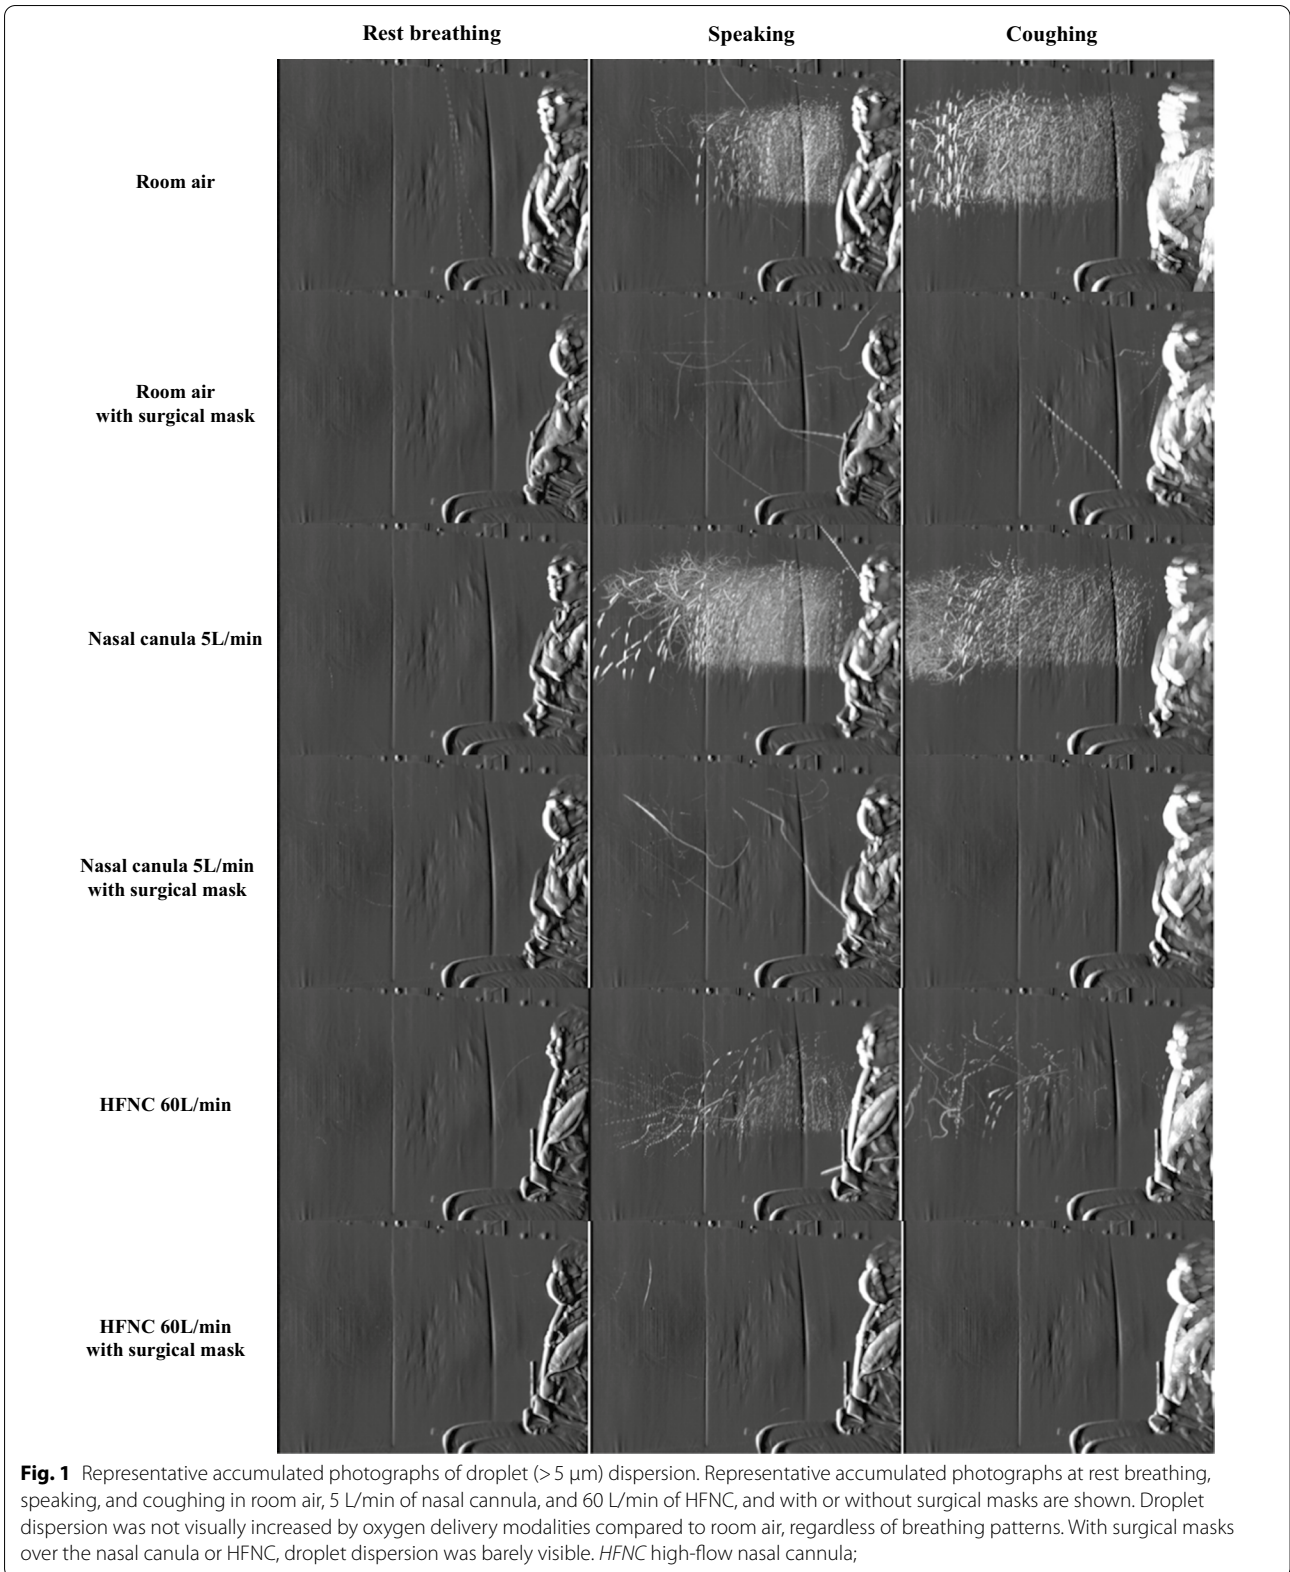 Rest breathing Speaking Coughing
Room air
Room air
with surgical mask
Nasal canula 5L/min
Nasal canula 5L/min
with surgical mask
HFNC 60L/min
HFNC 60L/min
with surgical mask
Fig. 1 Representative accumulated photographs of droplet (> 5 μm) dispersion. Representative accumulated photographs at rest breathing,
speaking, and coughing in room air, 5 L/min of nasal cannula, and 60 L/min of HFNC, and with or without surgical masks are shown. Droplet
dispersion was not visually increased by oxygen delivery modalities compared to room air, regardless of breathing patterns. With surgical masks
over the nasal canula or HFNC, droplet dispersion was barely visible. HFNC high-flow nasal cannula;